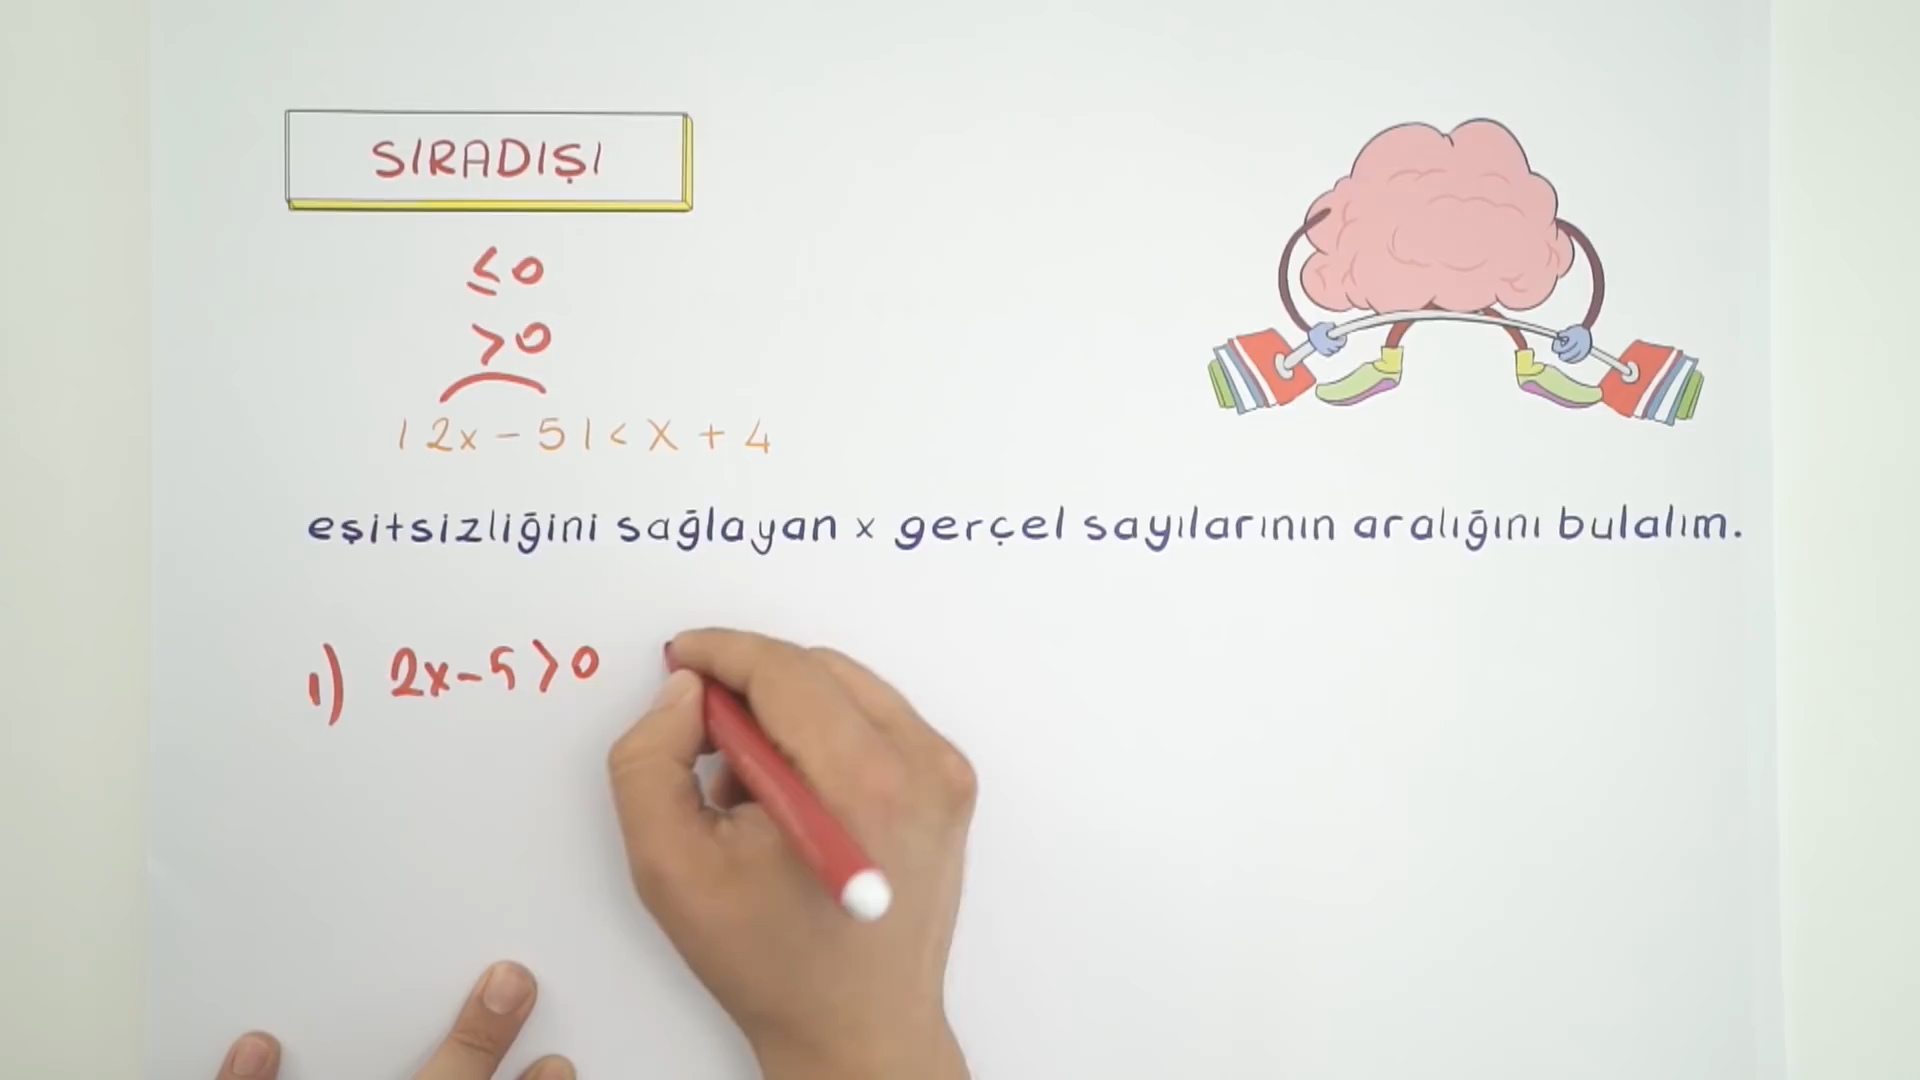 SIRADIŞI
≤0
>0
|2x-5|<x+4
eşitsizliğini sağlayan x gerçel sayılarının aralığını bulalım.
1) 2x-5>0